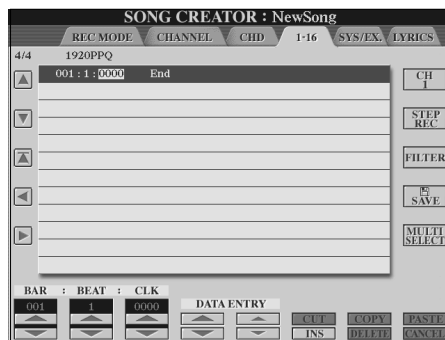 SONG CREATOR : NewSong
REC MODE CHANNEL CHD 1-16 SYS/EX. LYRICS
4/4 1920PPQ
001 : 1 : 0000 End
CH
1
STEP
REC
FILTER
SAVE
MULTI
SELECT
BAR : BEAT : CLK
001 1 0000
DATA ENTRY
CUT COPY PASTE
INS DELETE CANCEL